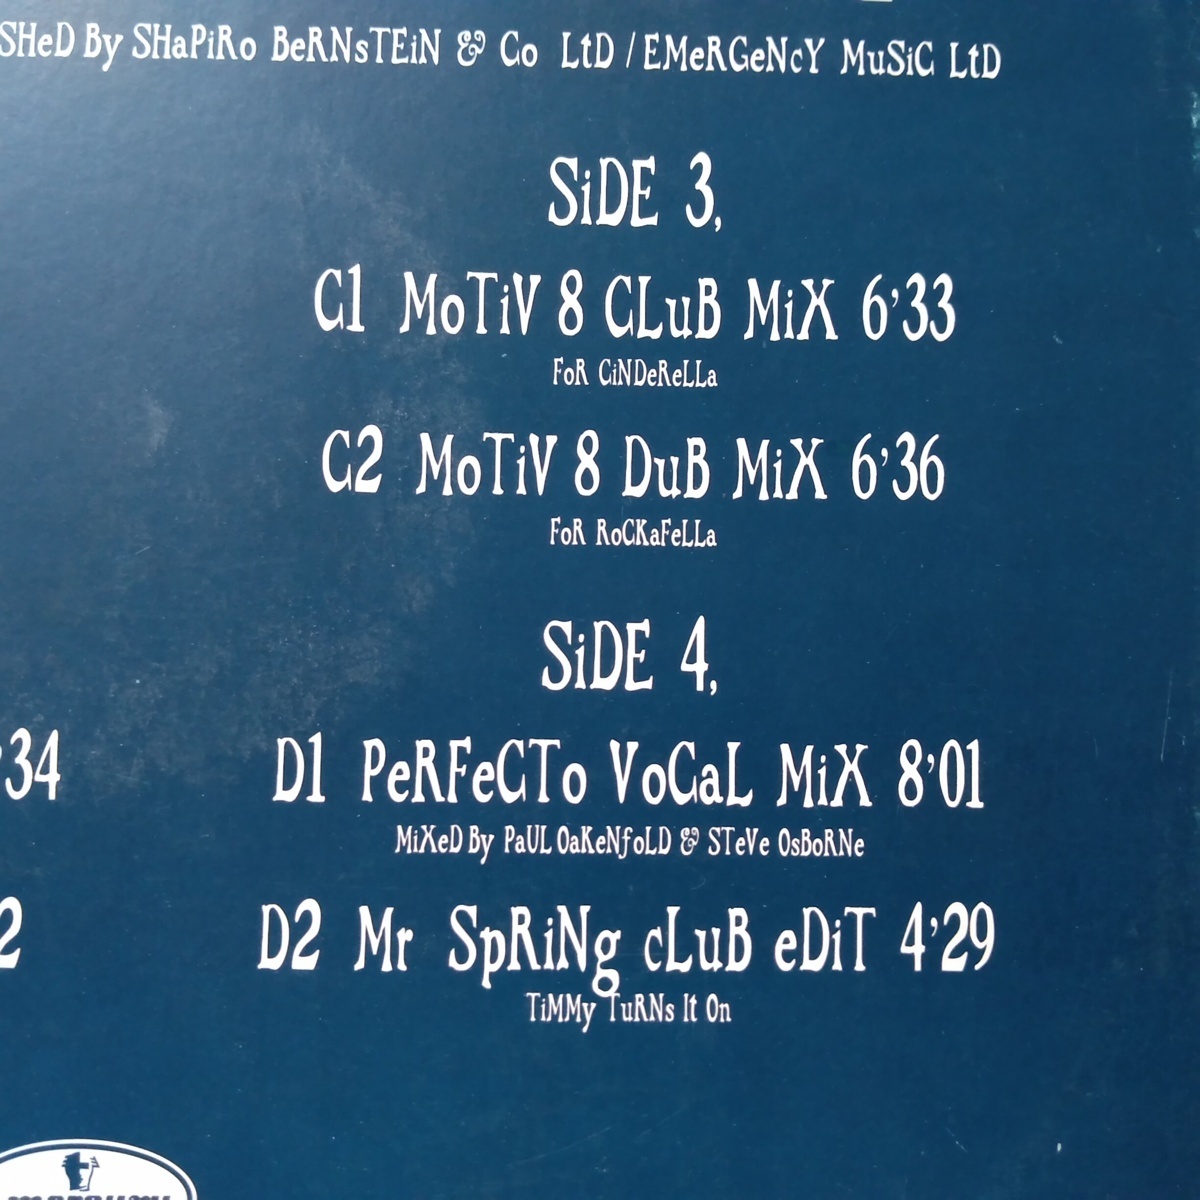 SHeD By SHaPiRo BeRNsTEiN & Co LtD / EMeRGeNcY MuSiC LtD
SiDE 3,
C1 MoTiV 8 CLuB MiX 6'33
FoR CiNDeReLLa
C2 MoTiV 8 DuB MiX 6'36
FoR RoCKaFeLLa
SiDE 4,
'34
D1 PeRFeCTo VoCaL MiX 8'01
MiXeD By PaUL OaKeNfoLD & STeVe OsBoRNe
2
D2 Mr SpRiNg cLuB eDiT 4'29
TiMMy TuRNs It On